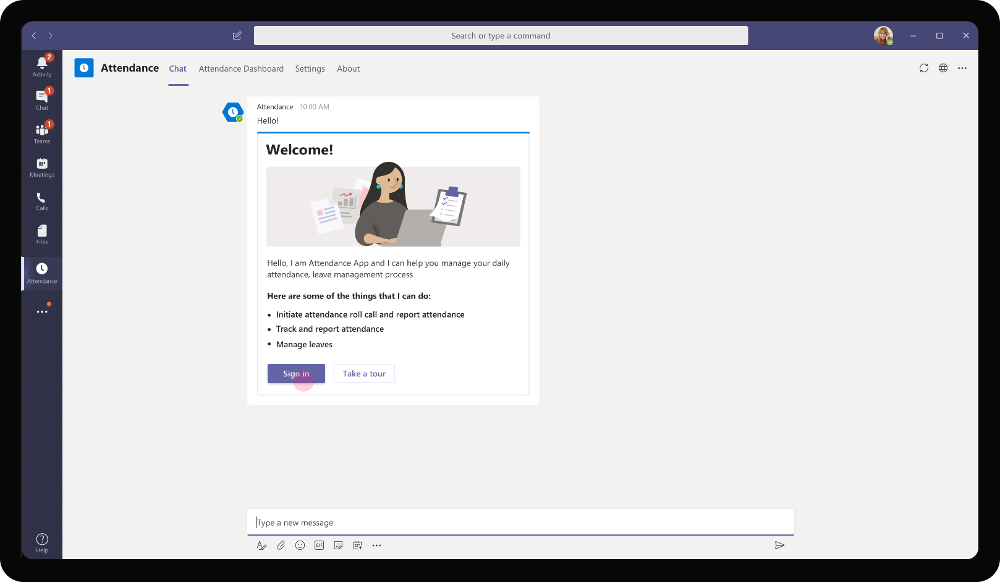 Search or type a command
2
Activity
1
Chat
1
Teams
Meetings
Calls
Files
Attendance
Help
Attendance
Chat
Attendance Dashboard
Settings
About
Attendance 10:00 AM
Hello!
Welcome!
Hello, I am Attendance App and I can help you manage your daily
attendance, leave management process
Here are some of the things that I can do:
• Initiate attendance roll call and report attendance
• Track and report attendance
• Manage leaves
Sign in
Take a tour
Type a new message
GIF